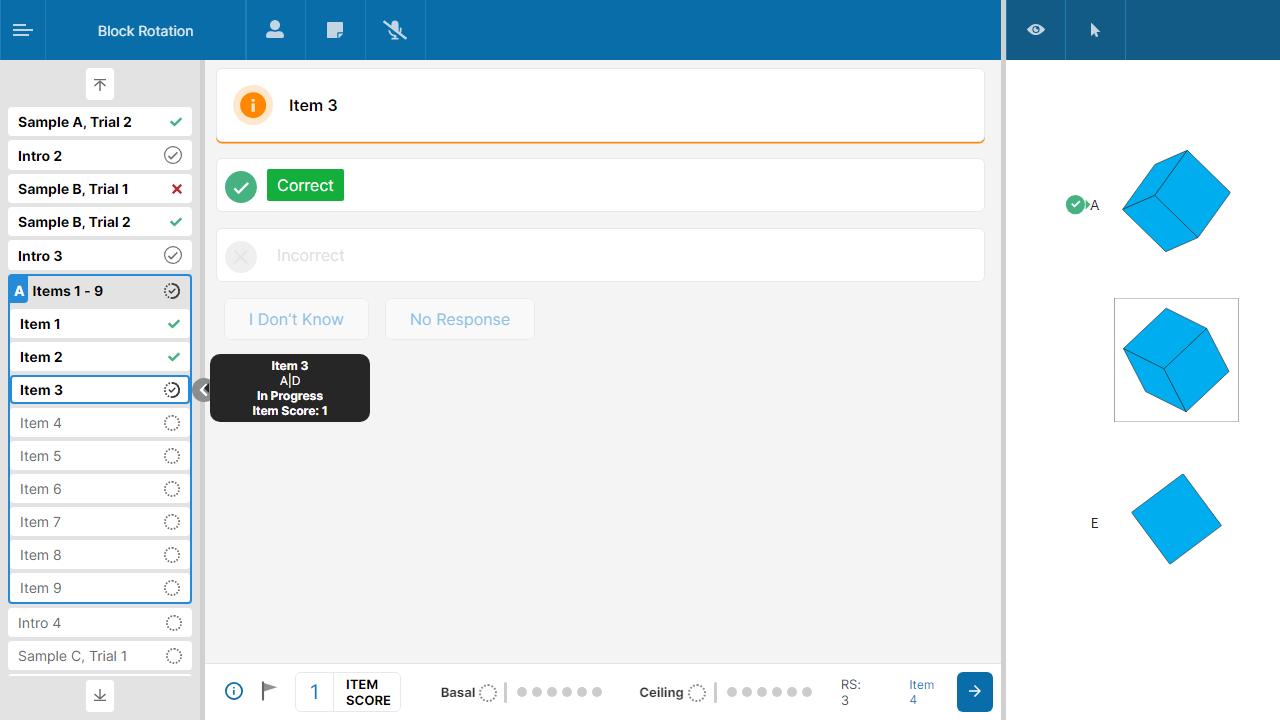 Block Rotation
Sample A, Trial 2
Intro 2
Sample B, Trial 1
Sample B, Trial 2
Intro 3
A Items 1 - 9
Item 1
Item 2
Item 3
Item 4
Item 5
Item 6
Item 7
Item 8
Item 9
Intro 4
Sample C, Trial 1
Item 3
Correct
Incorrect
I Don't Know
No Response
Item 3
A|D
In Progress
Item Score: 1
1
ITEM
SCORE
Basal
Ceiling
RS:
3
Item
4
A
E